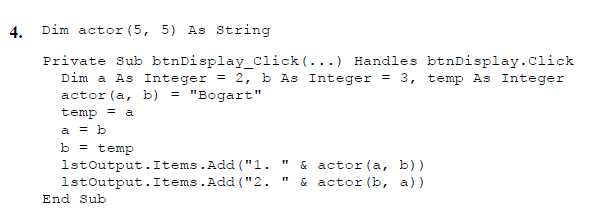 4. Dim actor(5, 5) As String
Private Sub btnDisplay_Click(...) Handles btnDisplay.Click
Dim a As Integer = 2, b As Integer = 3, temp As Integer
actor(a, b) = "Bogart"
temp = a
a = b
b = temp
lstOutput.Items.Add("1. " & actor(a, b))
lstOutput.Items.Add("2. " & actor(b, a))
End Sub